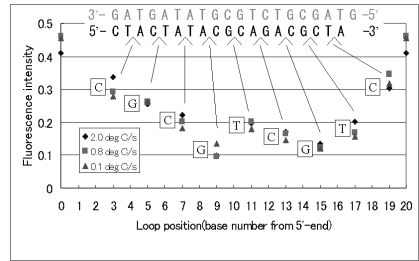 3'-GATGATATGCGTCTGCGATG-5'
5'-CTACTATACGCAGACGCTA -3'
0.5
0.4
0.3
0.2
0.1
0
Fluorescence intensity
C
G
C
G
T
C
G
T
C
2.0 deg C/s
0.8 deg C/s
0.1 deg C/s
0 1 2 3 4 5 6 7 8 9 10 11 12 13 14 15 16 17 18 19 20
Loop position(base number from 5'-end)